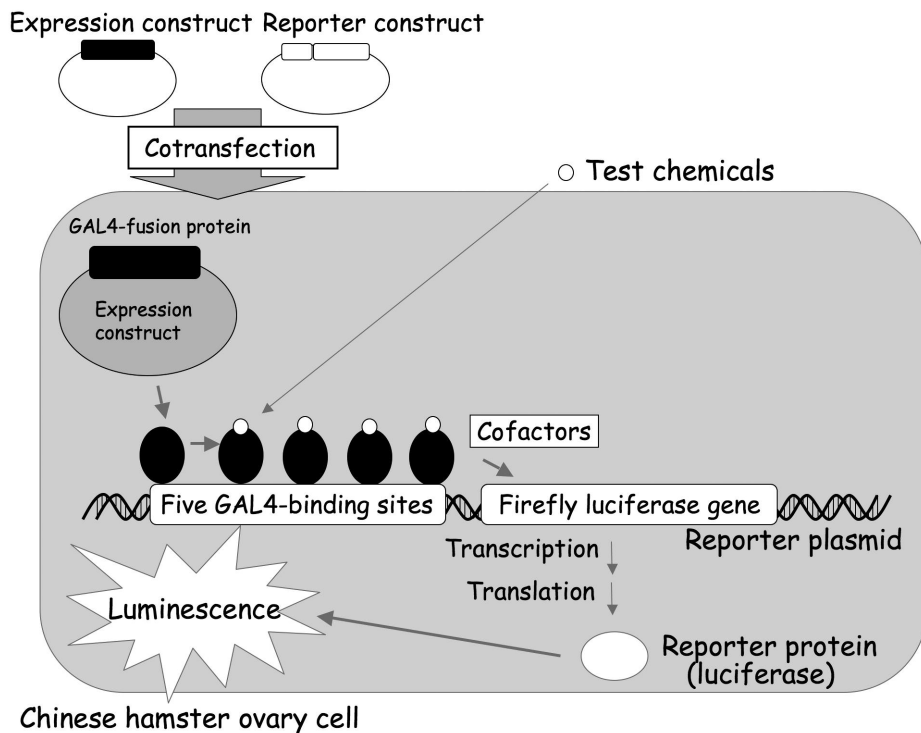 Expression construct
Reporter construct
Cotransfection
Test chemicals
GAL4-fusion protein
Expression
construct
Cofactors
Five GAL4-binding sites
Firefly luciferase gene
Reporter plasmid
Transcription
Translation
Luminescence
Reporter protein
(luciferase)
Chinese hamster ovary cell